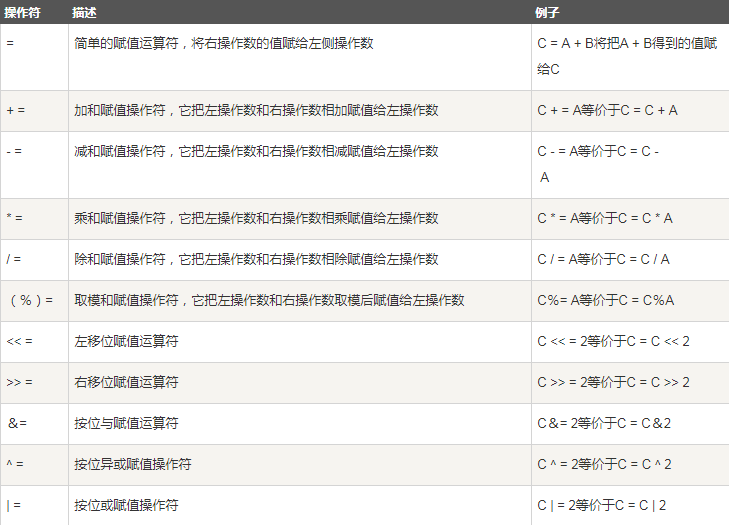 操作符 描述 例子
= 简单的赋值运算符，将右操作数的值赋给左侧操作数 C = A + B将把A + B得到的值赋
给C
+ = 加和赋值操作符，它把左操作数和右操作数相加赋值给左操作数 C + = A等价于C = C + A
- = 减和赋值操作符，它把左操作数和右操作数相减赋值给左操作数 C - = A等价于C = C -
A
* = 乘和赋值操作符，它把左操作数和右操作数相乘赋值给左操作数 C * = A等价于C = C * A
/ = 除和赋值操作符，它把左操作数和右操作数相除赋值给左操作数 C / = A等价于C = C / A
（％）= 取模和赋值操作符，它把左操作数和右操作数取模后赋值给左操作数 C％= A等价于C = C％A
<< = 左移位赋值运算符 C << = 2等价于C = C << 2
>> = 右移位赋值运算符 C >> = 2等价于C = C >> 2
＆= 按位与赋值运算符 C＆= 2等价于C = C＆2
^ = 按位异或赋值操作符 C ^ = 2等价于C = C ^ 2
| = 按位或赋值操作符 C | = 2等价于C = C | 2